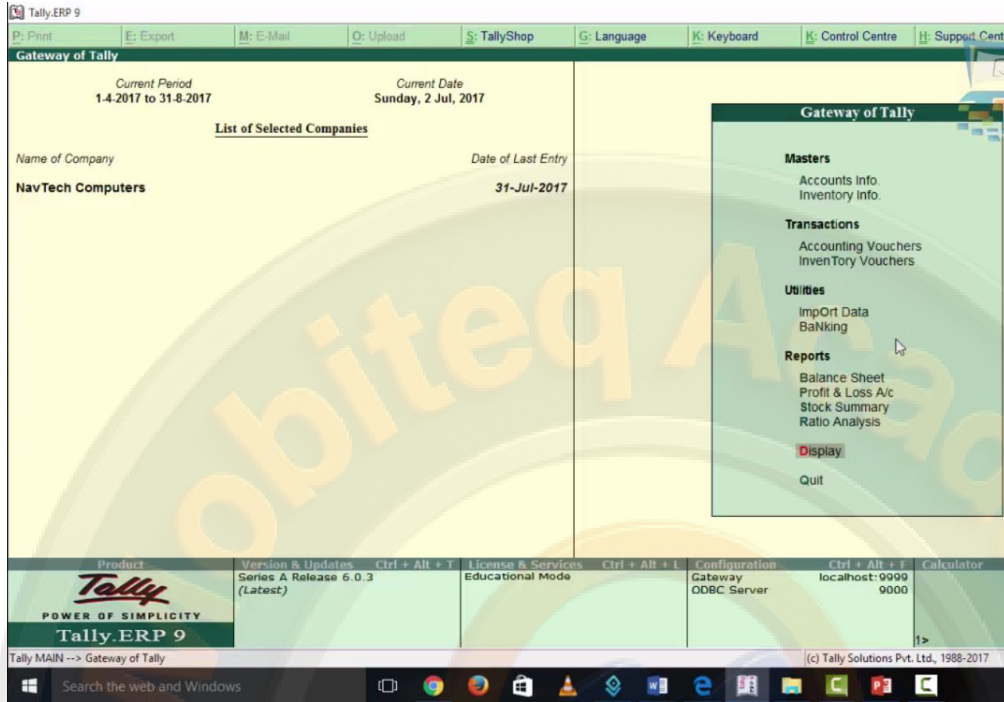 Tally.ERP 9
P: Print E: Export M: E-Mail O: Upload S: TallyShop G: Language K: Keyboard K: Control Centre H: Support Cent
Gateway of Tally
Current Period Current Date
1-4-2017 to 31-8-2017 Sunday, 2 Jul, 2017
List of Selected Companies
Name of Company Date of Last Entry
NavTech Computers 31-Jul-2017
Gateway of Tally
Masters
Accounts Info.
Inventory Info.
Transactions
Accounting Vouchers
InvenTory Vouchers
Utilities
ImpOrt Data
BaNking
Reports
Balance Sheet
Profit & Loss A/c
Stock Summary
Ratio Analysis
Display
Quit
Product Version & Updates Ctrl + Alt + T License & Services Ctrl + Alt + L Configuration Ctrl + Alt + F Calculator
Tally
POWER OF SIMPLICITY
Tally.ERP 9
Series A Release 6.0.3
(Latest)
Educational Mode
Gateway localhost:9999
ODBC Server 9000
1>
Tally MAIN --> Gateway of Tally (c) Tally Solutions Pvt. Ltd., 1988-2017
Search the web and Windows